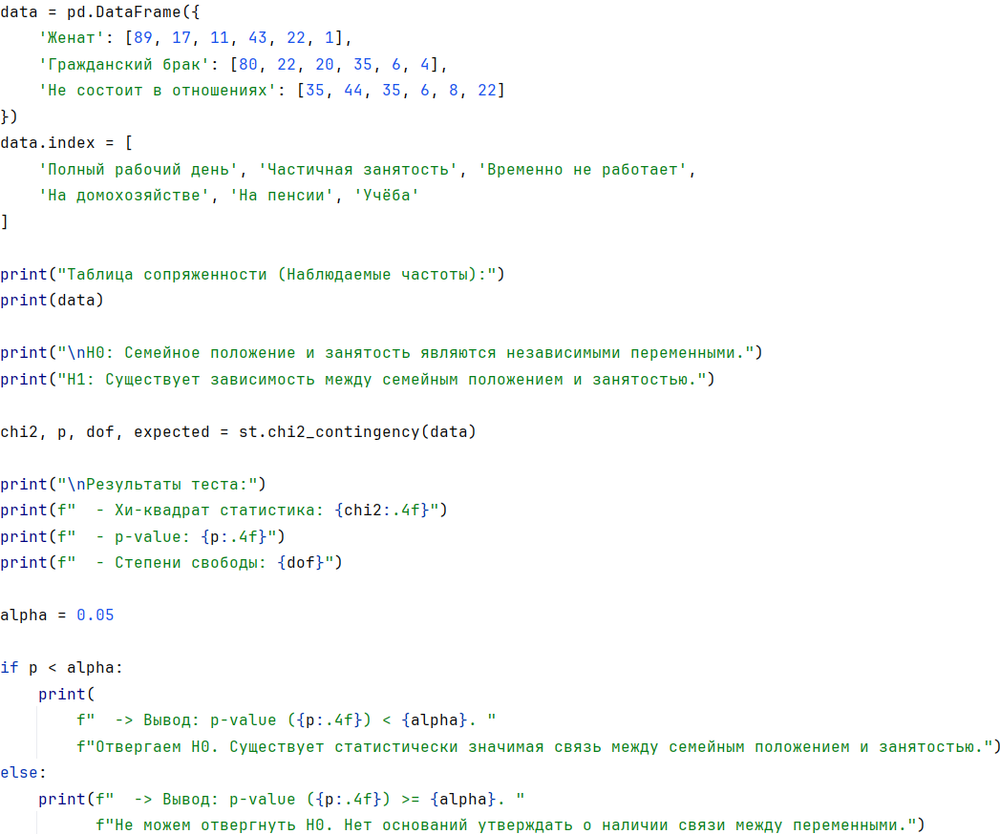 data = pd.DataFrame({
    'Женат': [89, 17, 11, 43, 22, 1],
    'Гражданский брак': [80, 22, 20, 35, 6, 4],
    'Не состоит в отношениях': [35, 44, 35, 6, 8, 22]
})
data.index = [
    'Полный рабочий день', 'Частичная занятость', 'Временно не работает',
    'На домохозяйстве', 'На пенсии', 'Учёба'
]

print("Таблица сопряженности (Наблюдаемые частоты):")
print(data)

print("\nH0: Семейное положение и занятость являются независимыми переменными.")
print("H1: Существует зависимость между семейным положением и занятостью.")

chi2, p, dof, expected = st.chi2_contingency(data)

print("\nРезультаты теста:")
print(f"  - Хи-квадрат статистика: {chi2:.4f}")
print(f"  - p-value: {p:.4f}")
print(f"  - Степени свободы: {dof}")

alpha = 0.05

if p < alpha:
    print(
        f"  -> Вывод: p-value ({p:.4f}) < {alpha}. "
        f"Отвергаем H0. Существует статистически значимая связь между семейным положением и занятостью.")
else:
    print(f"  -> Вывод: p-value ({p:.4f}) >= {alpha}. "
          f"Не можем отвергнуть H0. Нет оснований утверждать о наличии связи между переменными.")